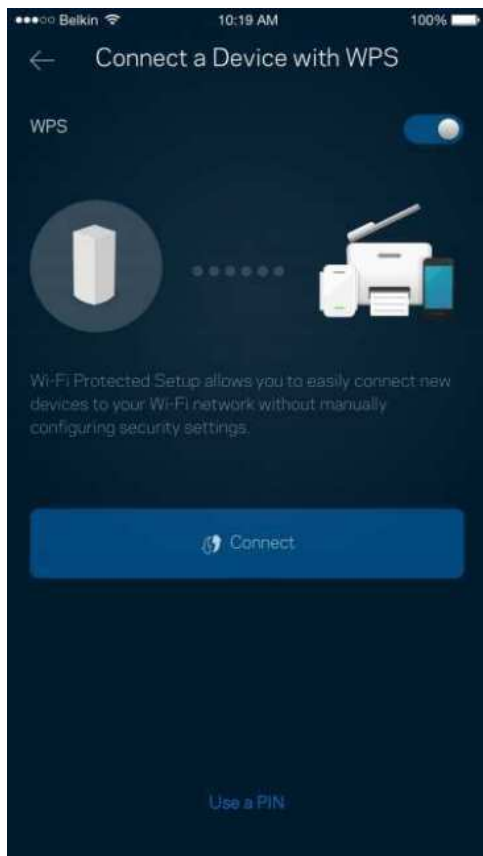 Belkin 10:19 AM 100%
Connect a Device with WPS
WPS
Wi-Fi Protected Setup allows you to easily connect new
devices to your Wi-Fi network without manually
configuring security settings.
Connect
Use a PIN